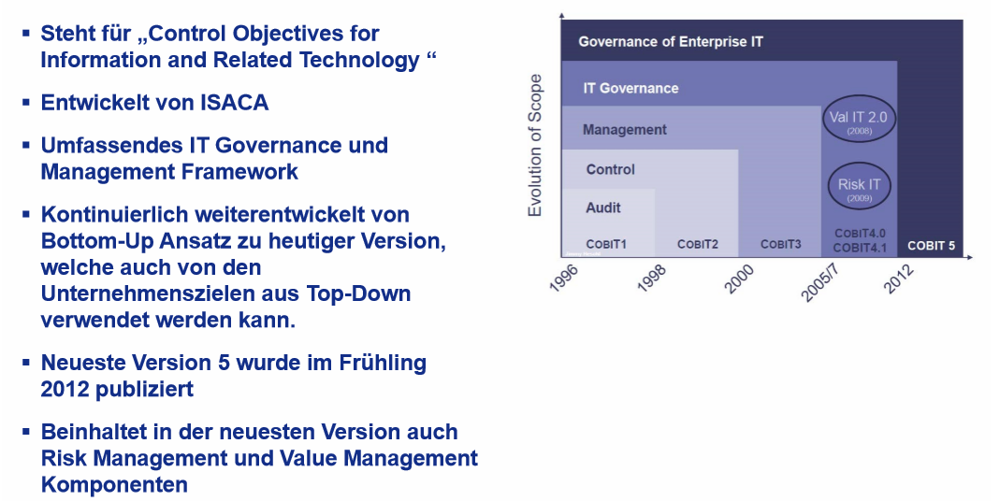 Steht für „Control Objectives for
Information and Related Technology “
Entwickelt von ISACA
Umfassendes IT Governance und
Management Framework
Kontinuierlich weiterentwickelt von
Bottom-Up Ansatz zu heutiger Version,
welche auch von den
Unternehmenszielen aus Top-Down
verwendet werden kann.
Neueste Version 5 wurde im Frühling
2012 publiziert
Beinhaltet in der neuesten Version auch
Risk Management und Value Management
Komponenten
Evolution of Scope
Governance of Enterprise IT
IT Governance
Management
Control
Audit
Val IT 2.0
(2008)
Risk IT
(2009)
COBIT1
COBIT2
COBIT3
COBIT4.0
COBIT4.1
COBIT 5
1996
1998
2000
2005/7
2012